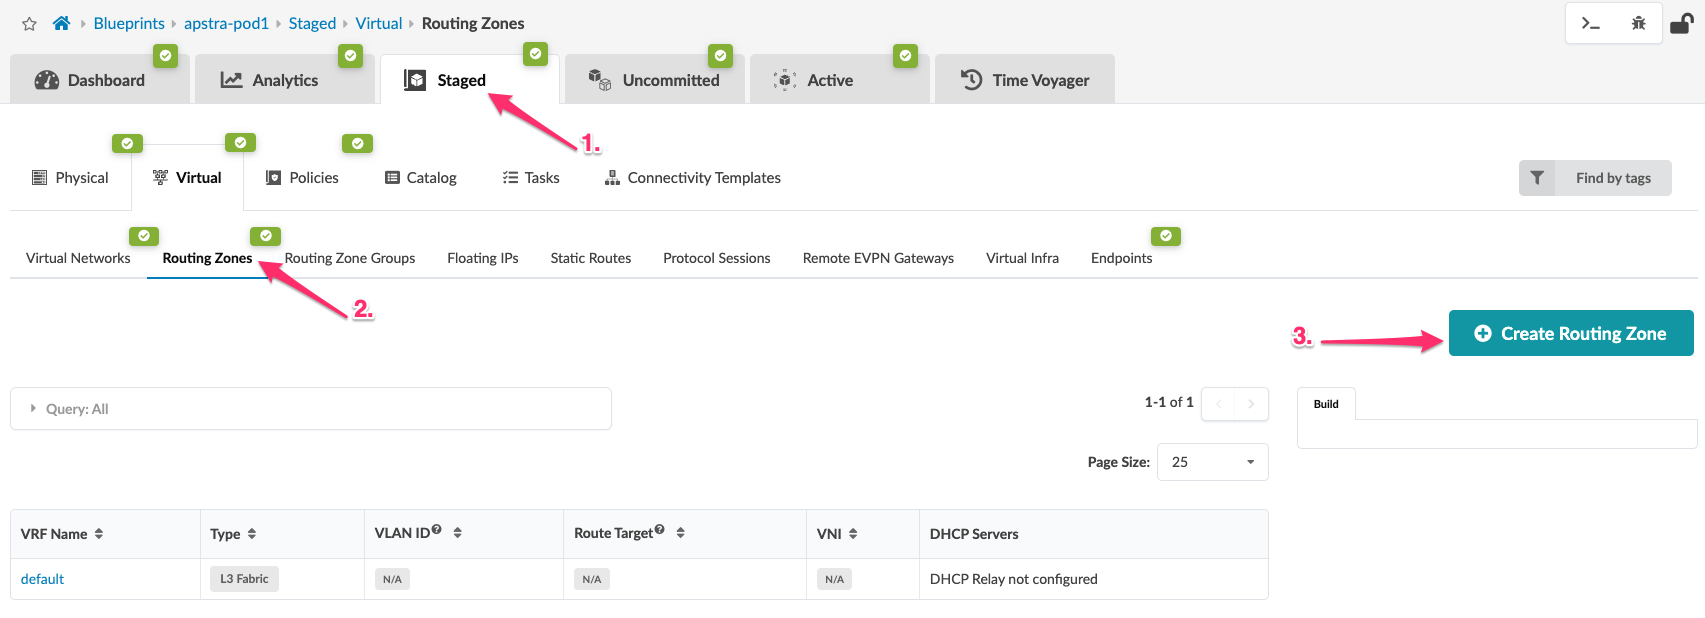 Blueprints apstra-pod1 Staged Virtual Routing Zones
Dashboard Analytics Staged Uncommitted Active Time Voyager
1.
Physical Virtual Policies Catalog Tasks Connectivity Templates Find by tags
Virtual Networks Routing Zones Routing Zone Groups Floating IPs Static Routes Protocol Sessions Remote EVPN Gateways Virtual Infra Endpoints
2.
3. Create Routing Zone
Query: All 1-1 of 1 Build
Page Size: 25
VRF Name Type VLAN ID? Route Target? VNI DHCP Servers
default L3 Fabric N/A N/A N/A DHCP Relay not configured